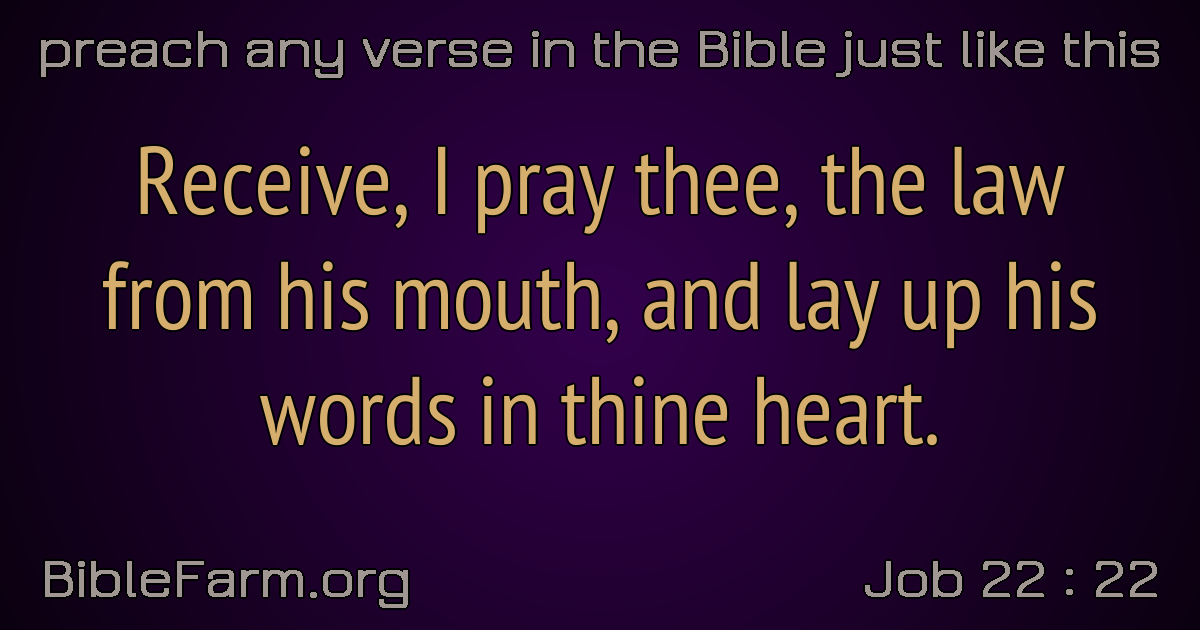 preach any verse in the Bible just like this
Receive, I pray thee, the law
from his mouth, and lay up his
words in thine heart.
BibleFarm.org
Job 22 : 22